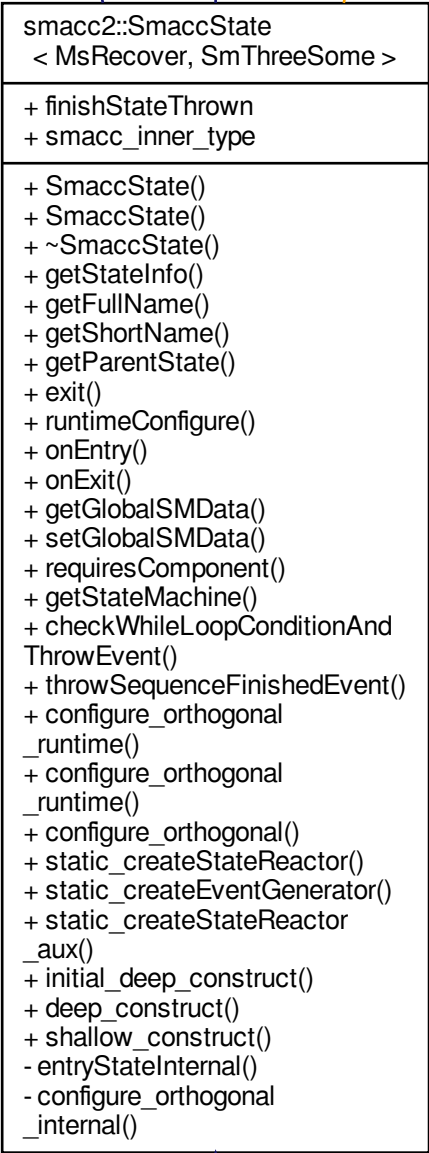 smacc2::SmaccState
< MsRecover, SmThreeSome >
+ finishStateThrown
+ smacc_inner_type
+ SmaccState()
+ SmaccState()
+ ~SmaccState()
+ getStateInfo()
+ getFullName()
+ getShortName()
+ getParentState()
+ exit()
+ runtimeConfigure()
+ onEntry()
+ onExit()
+ getGlobalSMData()
+ setGlobalSMData()
+ requiresComponent()
+ getStateMachine()
+ checkWhileLoopConditionAnd
ThrowEvent()
+ throwSequenceFinishedEvent()
+ configure_orthogonal
_runtime()
+ configure_orthogonal
_runtime()
+ configure_orthogonal()
+ static_createStateReactor()
+ static_createEventGenerator()
+ static_createStateReactor
_aux()
+ initial_deep_construct()
+ deep_construct()
+ shallow_construct()
- entryStateInternal()
- configure_orthogonal
_internal()